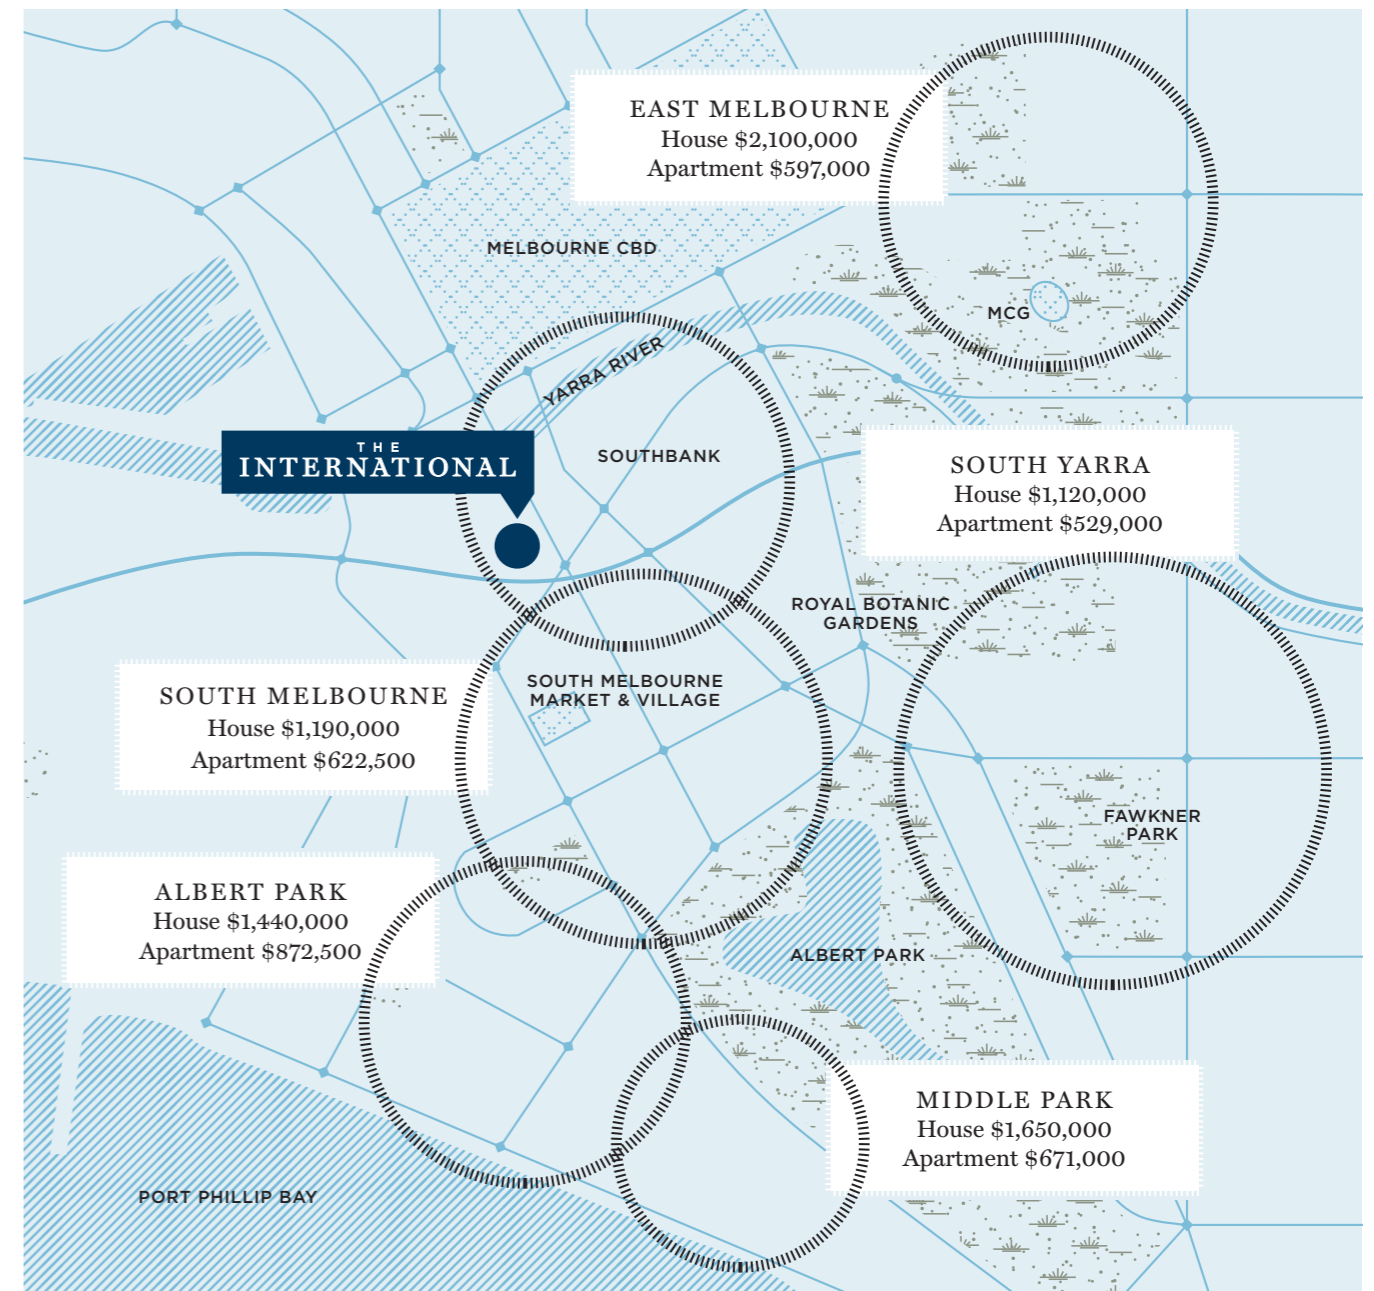 EAST MELBOURNE
House $2,100,000
Apartment $597,000
MELBOURNE CBD
MCG
YARRA RIVER
THE
INTERNATIONAL
SOUTHBANK
SOUTH YARRA
House $1,120,000
Apartment $529,000
ROYAL BOTANIC
GARDENS
SOUTH MELBOURNE
House $1,190,000
Apartment $622,500
SOUTH MELBOURNE
MARKET & VILLAGE
FAWKNER
PARK
ALBERT PARK
House $1,440,000
Apartment $872,500
ALBERT PARK
MIDDLE PARK
House $1,650,000
Apartment $671,000
PORT PHILLIP BAY